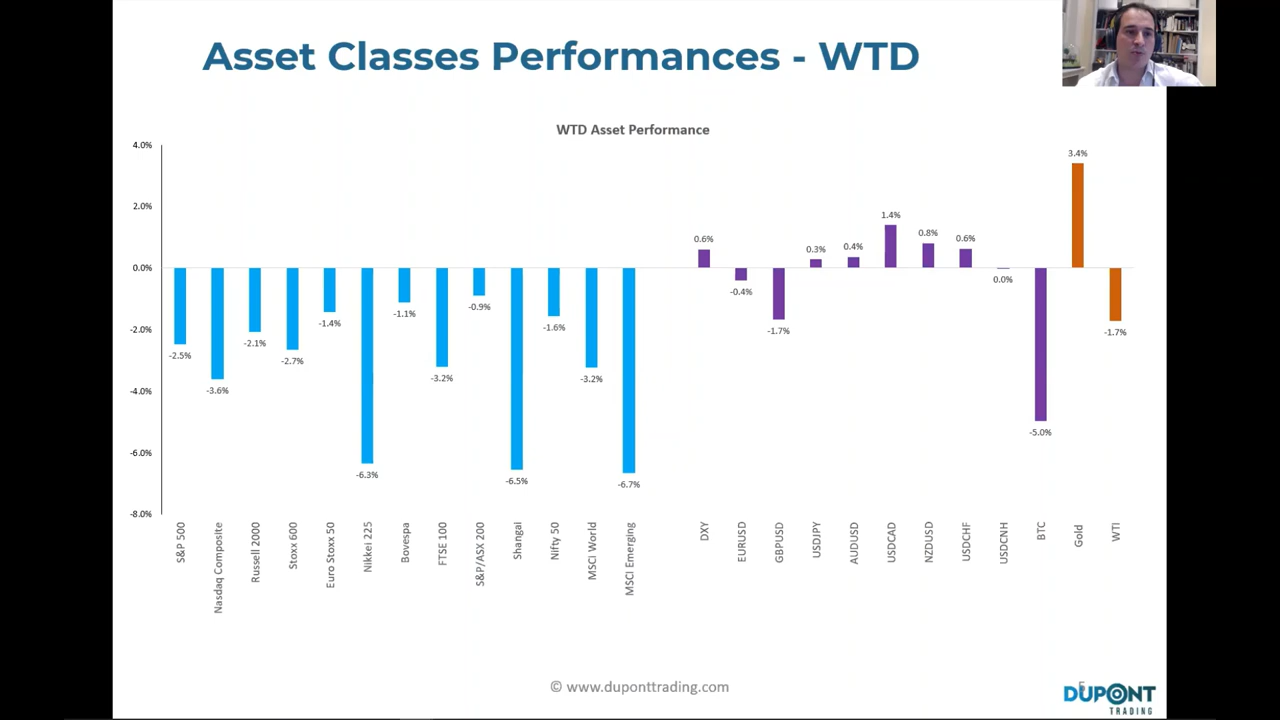 Asset Classes Performances - WTD
WTD Asset Performance
4.0%
2.0%
0.0%
-2.0%
-4.0%
-6.0%
-8.0%
-2.5%
-3.6%
-2.1%
-2.7%
-1.4%
-6.3%
-1.1%
-3.2%
-0.9%
-6.5%
-1.6%
-3.2%
-6.7%
0.6%
-0.4%
-1.7%
0.3%
0.4%
1.4%
0.8%
0.6%
0.0%
-5.0%
3.4%
-1.7%
S&P 500
Nasdaq Composite
Russell 2000
Stoxx 600
Euro Stoxx 50
Nikkei 225
Bovespa
FTSE 100
S&P/ASX 200
Shangai
Nifty 50
MSCI World
MSCI Emerging
DXY
EURUSD
GBPUSD
USDJPY
AUDUSD
USDCAD
NZDUSD
USDCHF
USDCNH
BTC
Gold
WTI
© www.duponttrading.com
DUPONT
TRADING